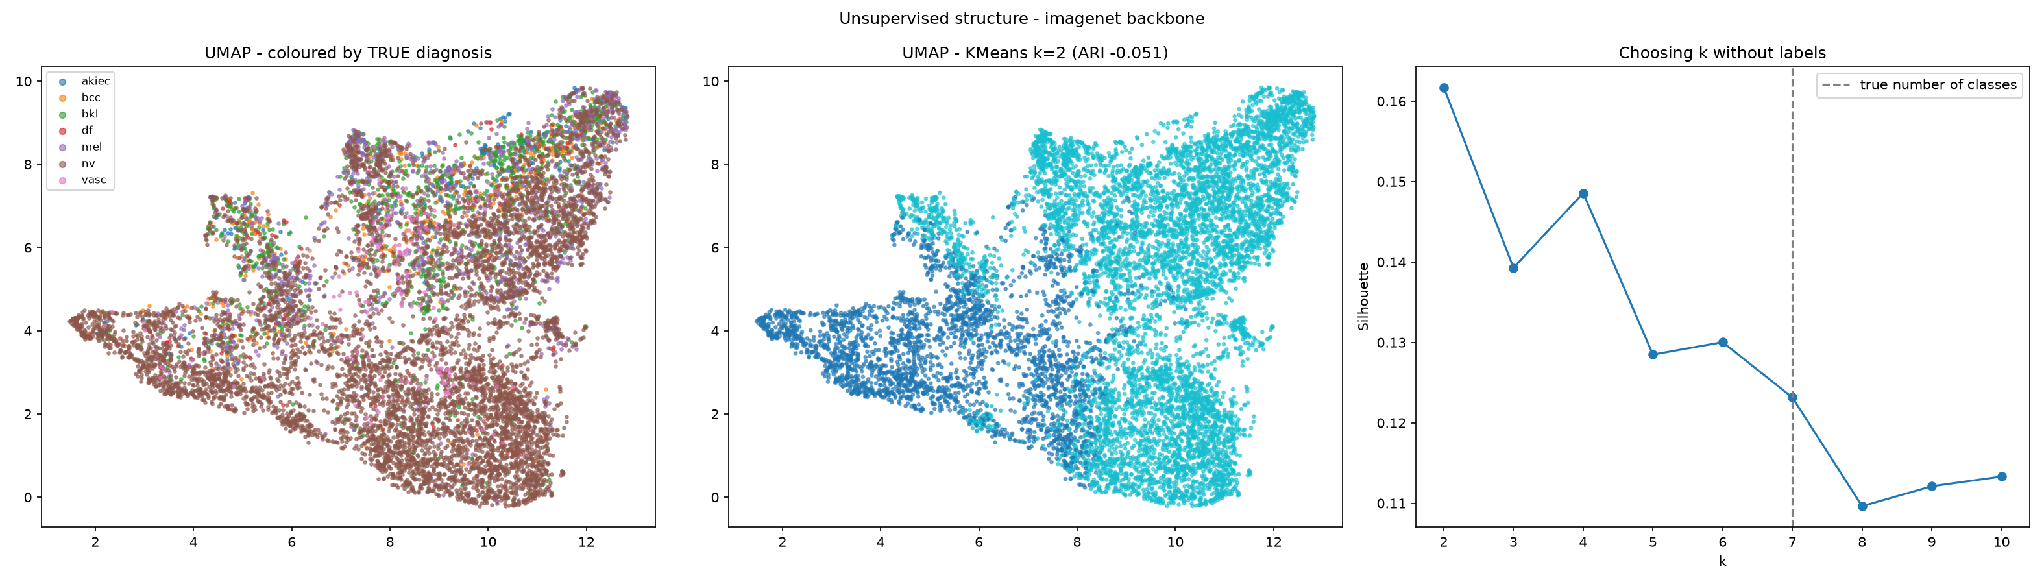 Unsupervised structure - imagenet backbone
UMAP - coloured by TRUE diagnosis
akiec
bcc
bkl
df
mel
nv
vasc
10
8
6
4
2
0
2 4 6 8 10 12
UMAP - KMeans k=2 (ARI -0.051)
10
8
6
4
2
0
2 4 6 8 10 12
Choosing k without labels
true number of classes
Silhouette
0.16
0.15
0.14
0.13
0.12
0.11
2 3 4 5 6 7 8 9 10
k